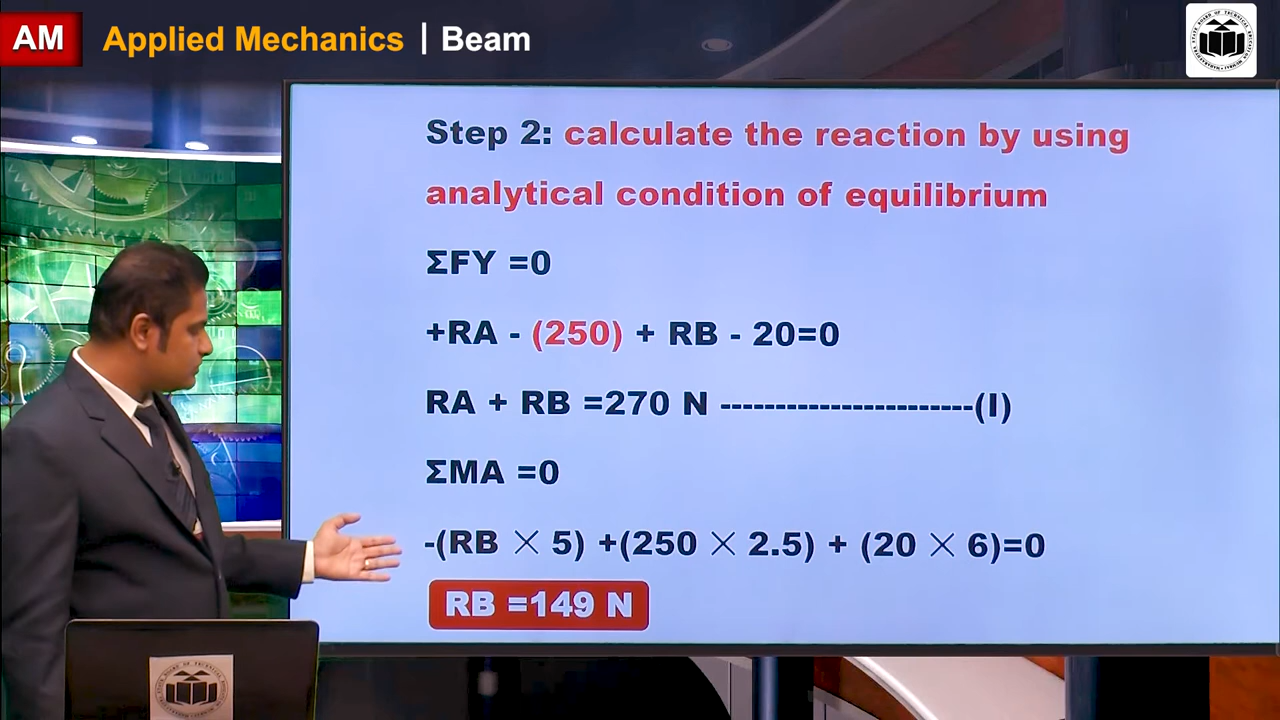 AM Applied Mechanics | Beam
Step 2: calculate the reaction by using
analytical condition of equilibrium
ΣFY =0
+RA - (250) + RB - 20=0
RA + RB =270 N -----------------------(I)
ΣMA =0
-(RB × 5) +(250 × 2.5) + (20 × 6)=0
RB =149 N